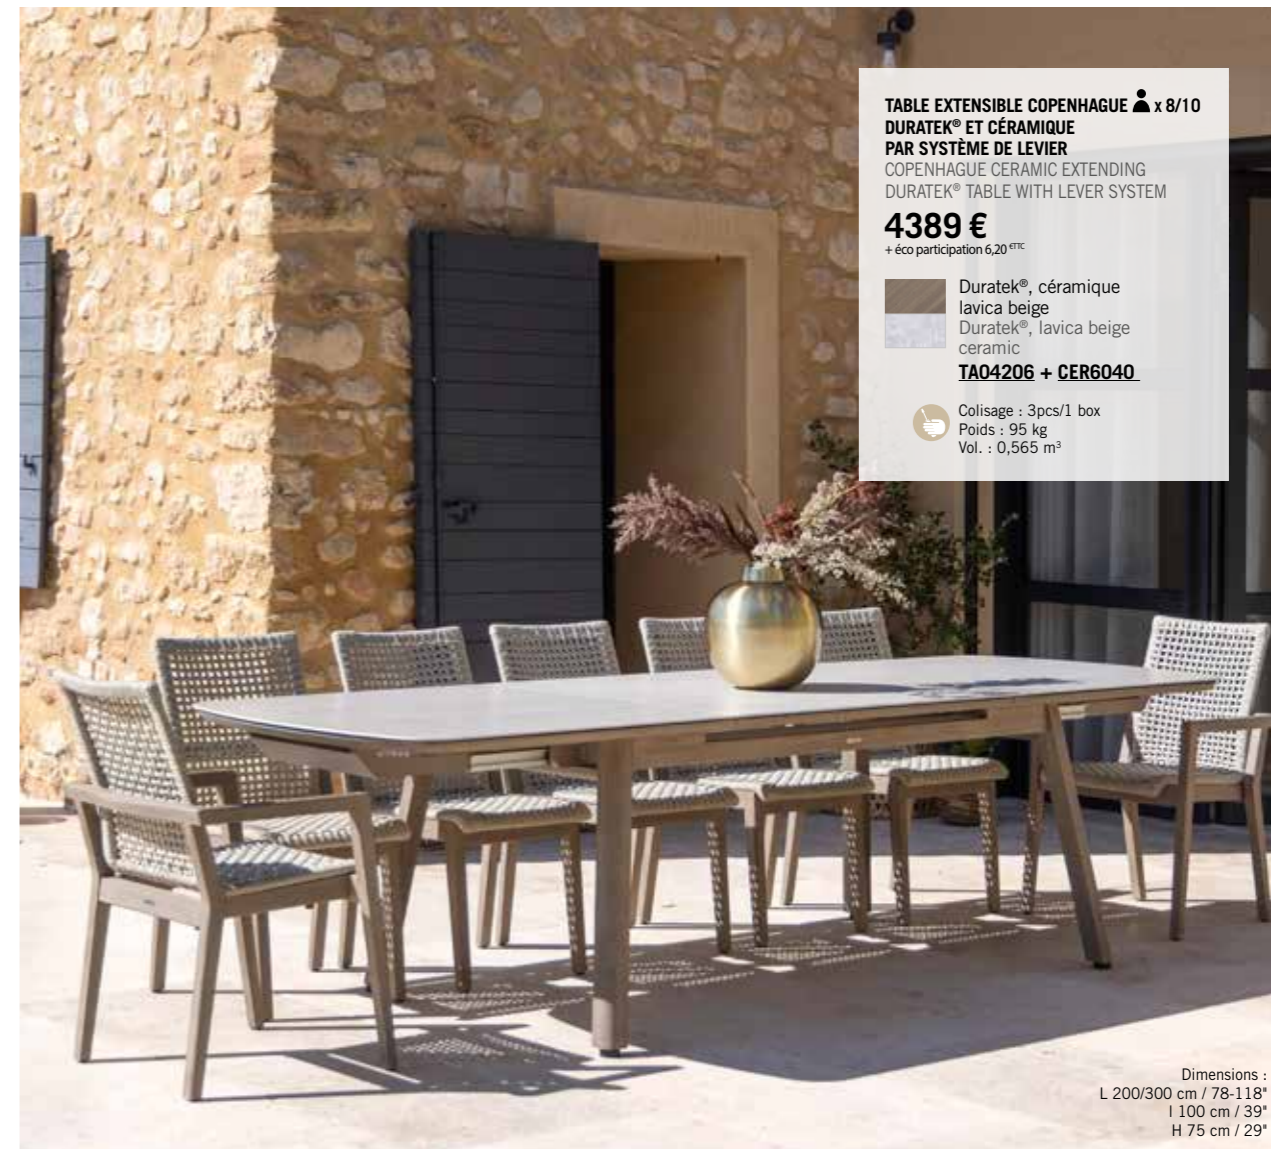 TABLE EXTENSIBLE COPENHAGUE x 8/10
DURATEK® ET CÉRAMIQUE
PAR SYSTÈME DE LEVIER
COPENHAGUE CERAMIC EXTENDING
DURATEK® TABLE WITH LEVER SYSTEM
4389 €
+ éco participation 6,20 €TTC
Duratek®, céramique
lavica beige
Duratek®, lavica beige
ceramic
TA04206 + CER6040
Colisage : 3pcs/1 box
Poids : 95 kg
Vol. : 0,565 m³
Dimensions :
L 200/300 cm / 78-118"
l 100 cm / 39"
H 75 cm / 29"